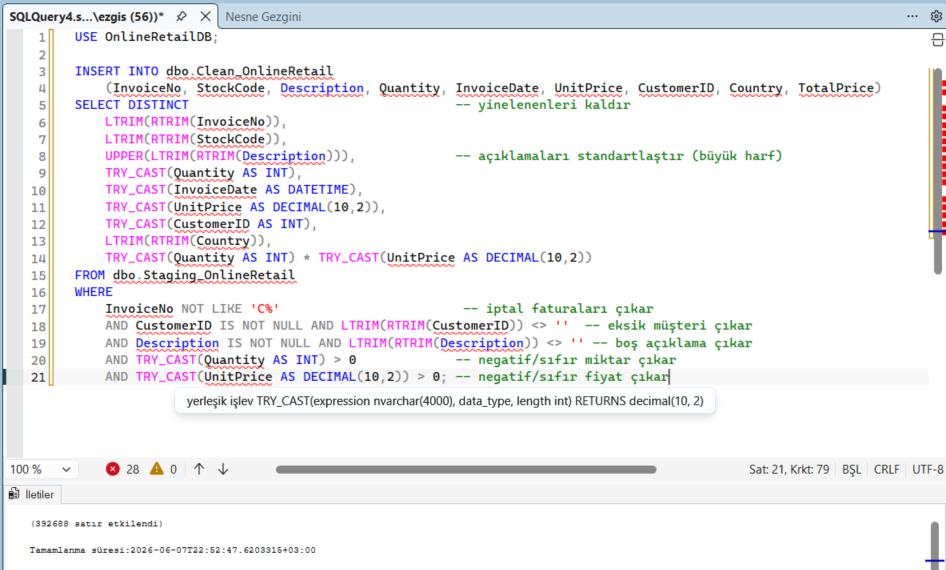 SQLQuery4.s...\ezgis (56))*
Nesne Gezgini
1 USE OnlineRetailDB;
2
3 INSERT INTO dbo.Clean_OnlineRetail
4 (InvoiceNo, StockCode, Description, Quantity, InvoiceDate, UnitPrice, CustomerID, Country, TotalPrice)
5 SELECT DISTINCT -- yinelenenleri kaldır
6 LTRIM(RTRIM(InvoiceNo)),
7 LTRIM(RTRIM(StockCode)),
8 UPPER(LTRIM(RTRIM(Description))), -- açıklamaları standartlaştır (büyük harf)
9 TRY_CAST(Quantity AS INT),
10 TRY_CAST(InvoiceDate AS DATETIME),
11 TRY_CAST(UnitPrice AS DECIMAL(10,2)),
12 TRY_CAST(CustomerID AS INT),
13 LTRIM(RTRIM(Country)),
14 TRY_CAST(Quantity AS INT) * TRY_CAST(UnitPrice AS DECIMAL(10,2))
15 FROM dbo.Staging_OnlineRetail
16 WHERE
17 InvoiceNo NOT LIKE 'C%' -- iptal faturaları çıkar
18 AND CustomerID IS NOT NULL AND LTRIM(RTRIM(CustomerID)) <> '' -- eksik müşteri çıkar
19 AND Description IS NOT NULL AND LTRIM(RTRIM(Description)) <> '' -- boş açıklama çıkar
20 AND TRY_CAST(Quantity AS INT) > 0 -- negatif/sıfır miktar çıkar
21 AND TRY_CAST(UnitPrice AS DECIMAL(10,2)) > 0; -- negatif/sıfır fiyat çıkar
yerleşik işlev TRY_CAST(expression nvarchar(4000), data_type, length int) RETURNS decimal(10, 2)
100 % 28 0 Sat: 21, Krkt: 79 BŞL CRLF UTF-8
İletiler
(392688 satır etkilendi)
Tamamlanma süresi:2026-06-07T22:52:47.6203315+03:00